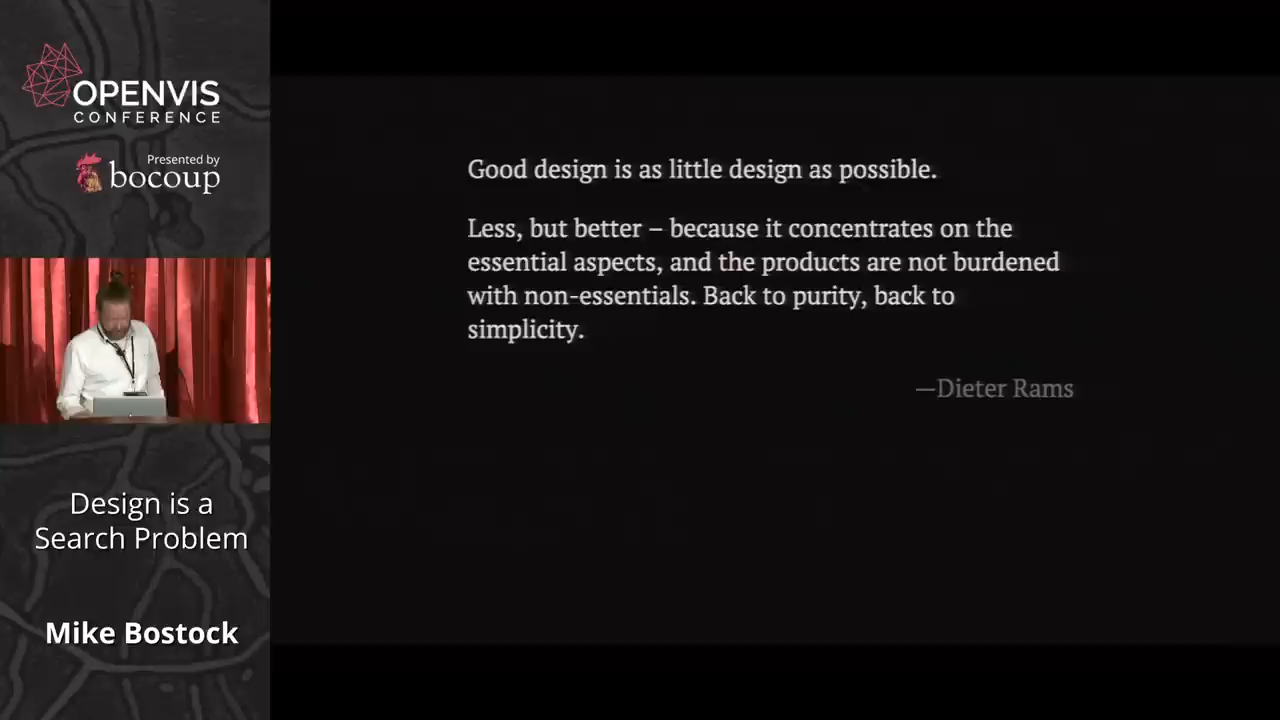 OPENVIS
CONFERENCE
Presented by
bocoup
Design is a
Search Problem
Mike Bostock
Good design is as little design as possible.
Less, but better – because it concentrates on the
essential aspects, and the products are not burdened
with non-essentials. Back to purity, back to
simplicity.
—Dieter Rams